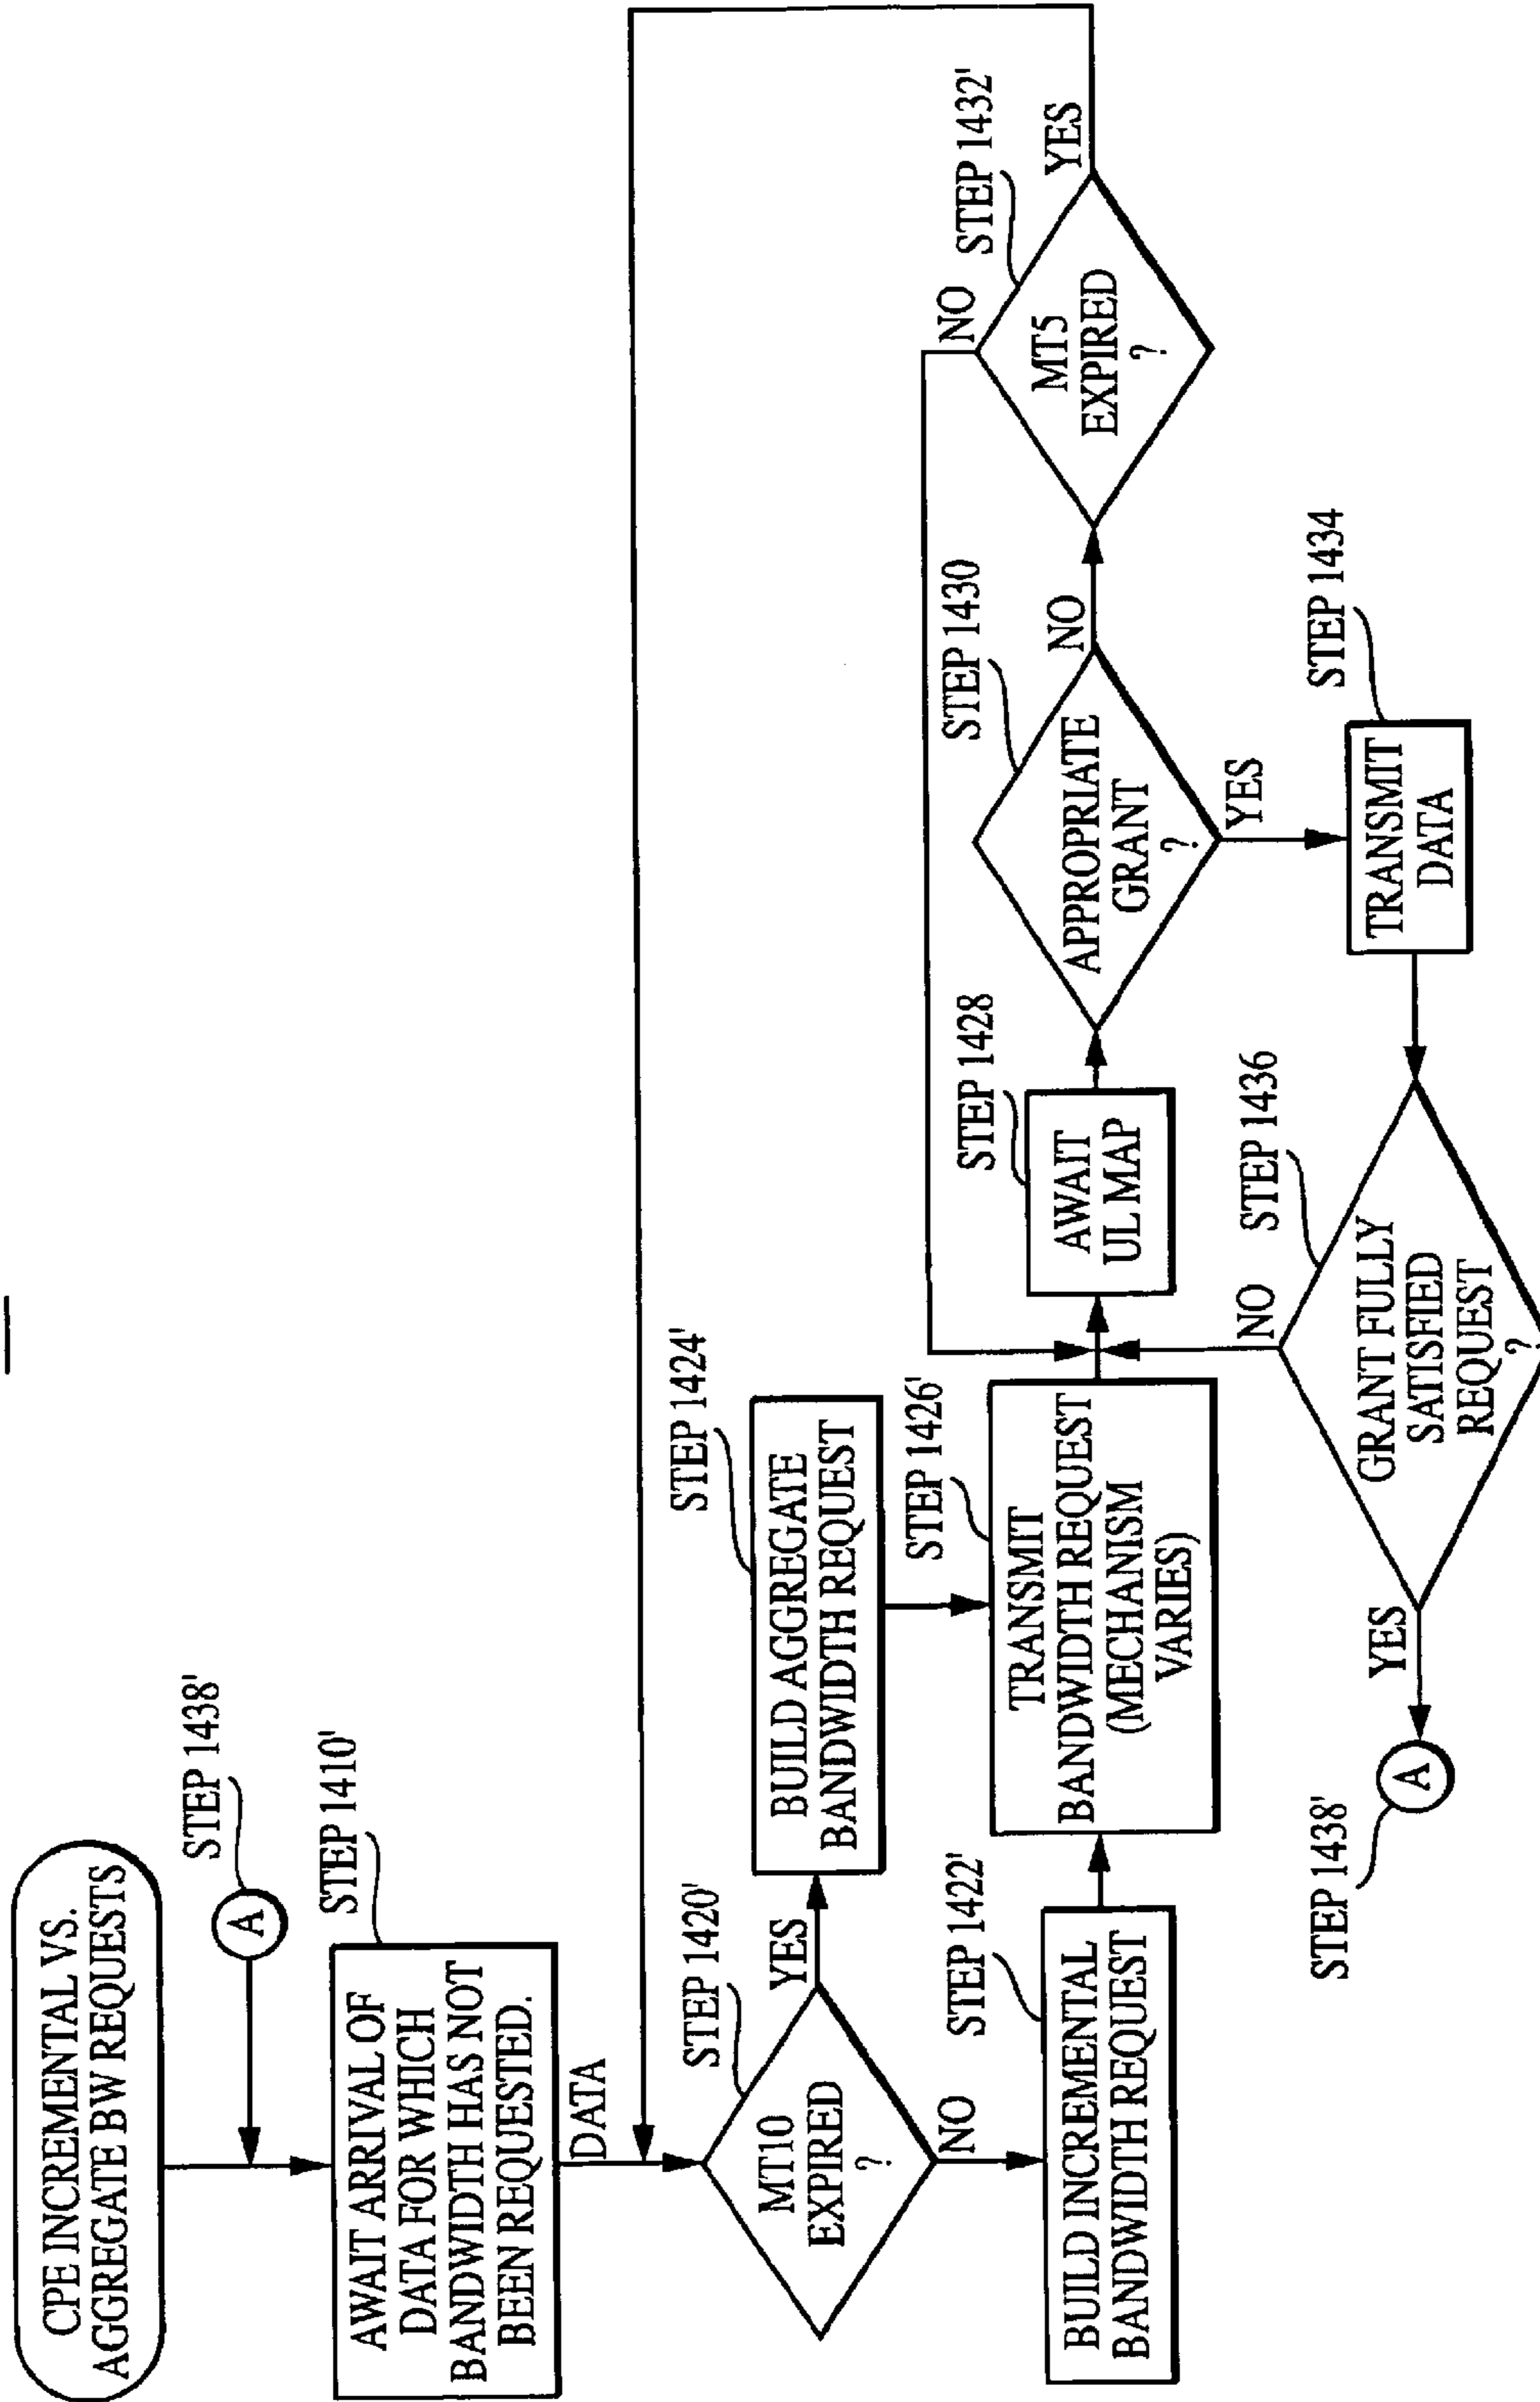 CPE INCREMENTAL VS.
AGGREGATE BW REQUESTS
A
STEP 1438'
STEP 1410'
AWAIT ARRIVAL OF
DATA FOR WHICH
BANDWIDTH HAS NOT
BEEN REQUESTED.
DATA
STEP 1420'
MT10
EXPIRED
?
YES
NO
STEP 1424'
BUILD AGGREGATE
BANDWIDTH REQUEST
STEP 1422'
BUILD INCREMENTAL
BANDWIDTH REQUEST
STEP 1426'
TRANSMIT
BANDWIDTH REQUEST
(MECHANISM
VARIES)
STEP 1428
AWAIT
UL MAP
STEP 1430
APPROPRIATE
GRANT
?
NO
YES
STEP 1432'
MT5
EXPIRED
?
NO
YES
STEP 1434
TRANSMIT
DATA
STEP 1436
GRANT FULLY
SATISFIED
REQUEST
?
NO
YES
STEP 1438'
A